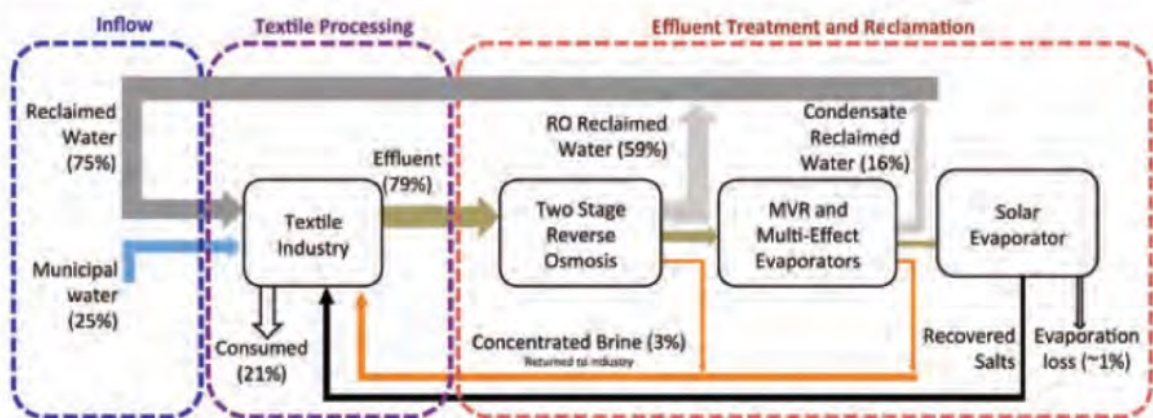 Inflow
Textile Processing
Effluent Treatment and Reclamation
Reclaimed
Water
(75%)
Municipal
water
(25%)
Effluent
(79%)
Textile
Industry
Consumed
(21%)
RO Reclaimed
Water (59%)
Two Stage
Reverse
Osmosis
Condensate
Reclaimed
Water (16%)
MVR and
Multi-Effect
Evaporators
Solar
Evaporator
Concentrated Brine (3%)
Returned to industry
Recovered
Salts
Evaporation
loss (~1%)